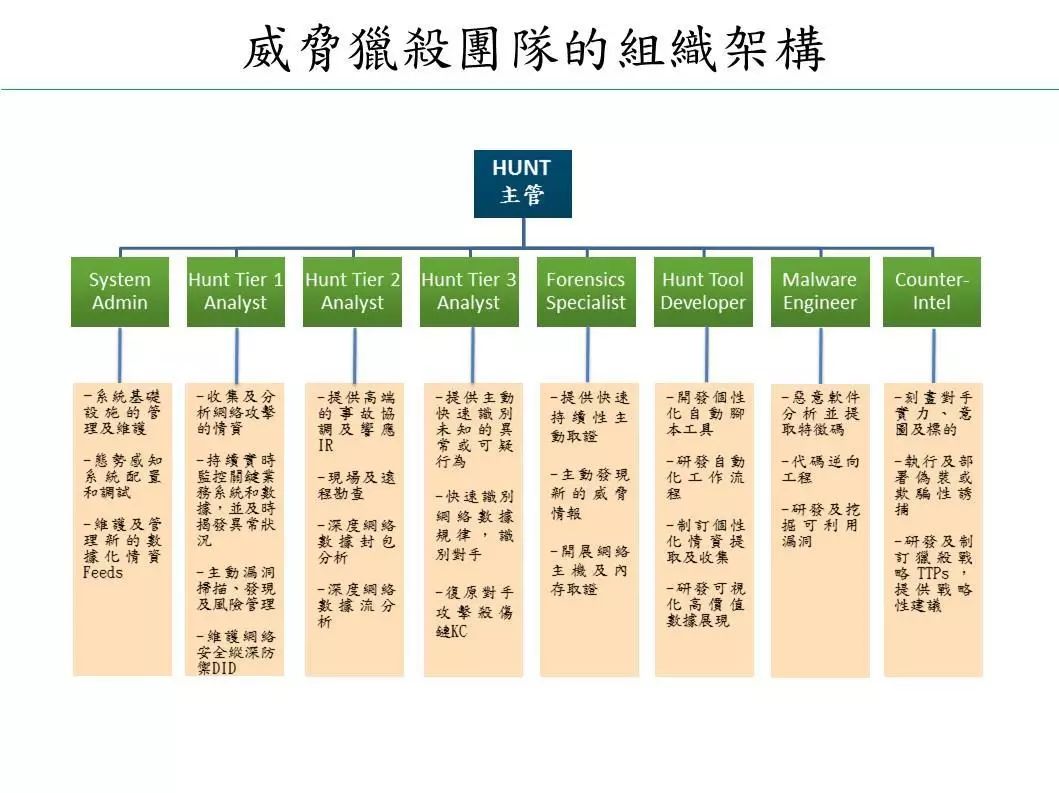 威脅獵殺團隊的組織架構
HUNT
主管
System
Admin
Hunt Tier 1
Analyst
Hunt Tier 2
Analyst
Hunt Tier 3
Analyst
Forensics
Specialist
Hunt Tool
Developer
Malware
Engineer
Counter-
Intel
-系統基礎
設施的管
理及維護
-態勢感知
系統配置
和調試
-維護及管
理新的數
據化情資
Feeds
-收集及分
析網絡攻擊
的情資
-持續實時
監控關鍵業
務系統和數
據，並及時
揭發異常狀
況
-主動漏洞
掃描、發現
及風險管理
-維護網絡
安全縱深防
禦DID
-提供高端
的事故協
調及響應
IR
-現場及遠
程勘查
-深度網絡
數據封包
分析
-深度網絡
數據流分
析
-提供主動
快速識別
未知的異
常或可疑
行為
-快速識別
網絡數據
規律，識
別對手
-復原對手
攻擊殺傷
鏈KC
-提供快速
持續性主
動取證
-主動發現
新的威脅
情報
-開展網絡
主機及內
存取證
-開發個性
化自動腳
本工具
-研發自動
化工作流
程
-制訂個性
化情資提
取及收集
-研發可視
化高價值
數據展現
-惡意軟件
分析並提
取特徵碼
-代碼逆向
工程
-研發及挖
掘可利用
漏洞
-刻畫對手
實力、意
圖及標的
-執行及部
署偽裝或
欺騙性誘
捕
-研發及制
訂獵殺戰
略TTPs，
提供戰略
性建議